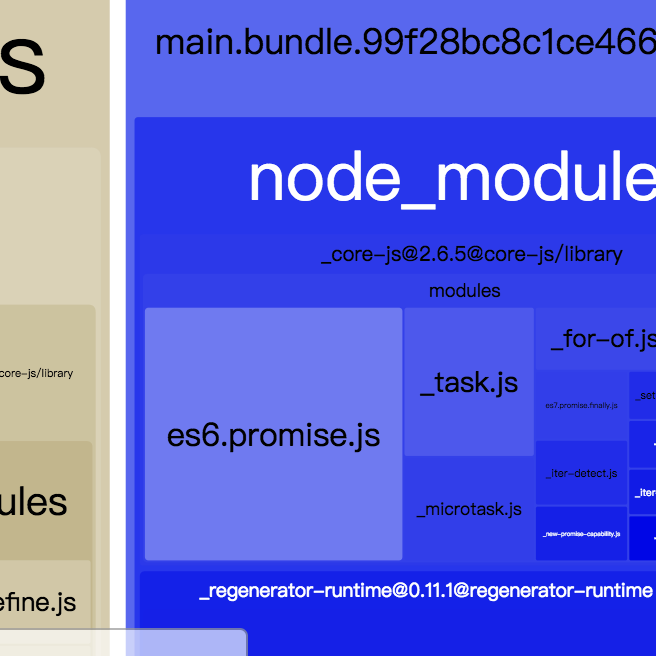 s
core-js/library
ules
efine.js
main.bundle.99f28bc8c1ce466
node_module
_core-js@2.6.5@core-js/library
modules
es6.promise.js
_task.js
_microtask.js
_for-of.js
es7.promise.finally.js
_set
_iter-detect.js
_iter
_new-promise-capability.js
_regenerator-runtime@0.11.1@regenerator-runtime